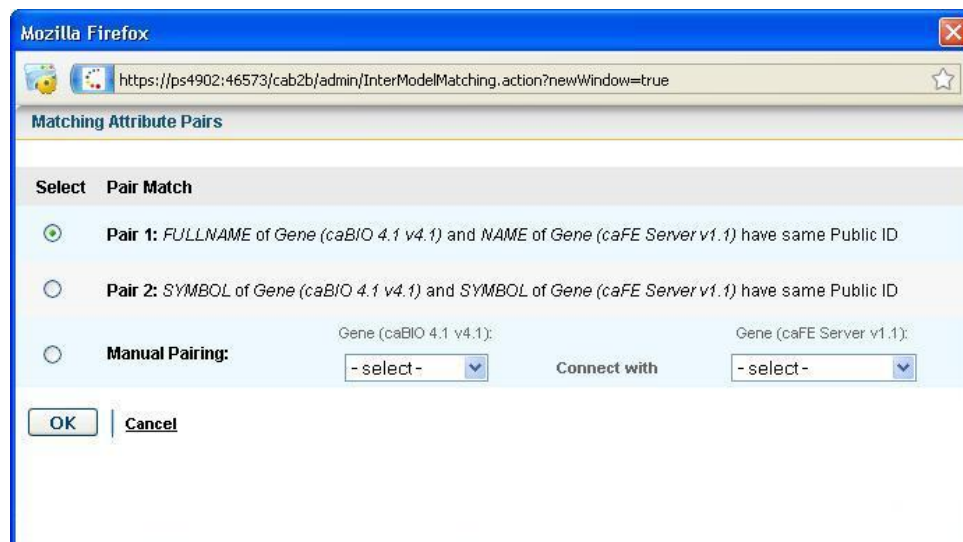 Mozilla Firefox
https://ps4902:46573/cab2b/admin/InterModelMatching.action?newWindow=true
Matching Attribute Pairs
Select Pair Match
Pair 1: FULLNAME of Gene (caBIO 4.1 v4.1) and NAME of Gene (caFE Server v1.1) have same Public ID
Pair 2: SYMBOL of Gene (caBIO 4.1 v4.1) and SYMBOL of Gene (caFE Server v1.1) have same Public ID
Gene (caBIO 4.1 v4.1): Gene (caFE Server v1.1):
Manual Pairing: - select - Connect with - select -
OK Cancel